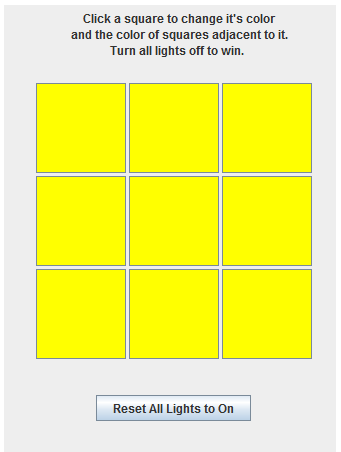 Click a square to change it's color
and the color of squares adjacent to it.
Turn all lights off to win.
Reset All Lights to On